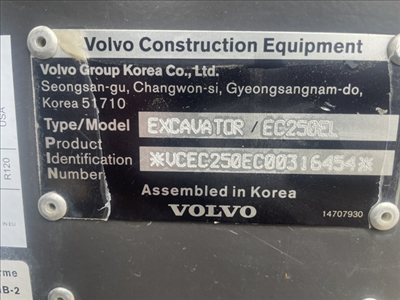 Volvo Construction Equipment
Volvo Group Korea Co., Ltd.
Seongsan-gu, Changwon-si, Gyeongsangnam-do,
Korea 51710
Type/Model EXCAVATOR / EC250EL
Product
Identification *VCEC250EC00316454*
Number
Assembled in Korea
VOLVO
14707930
USA
R120